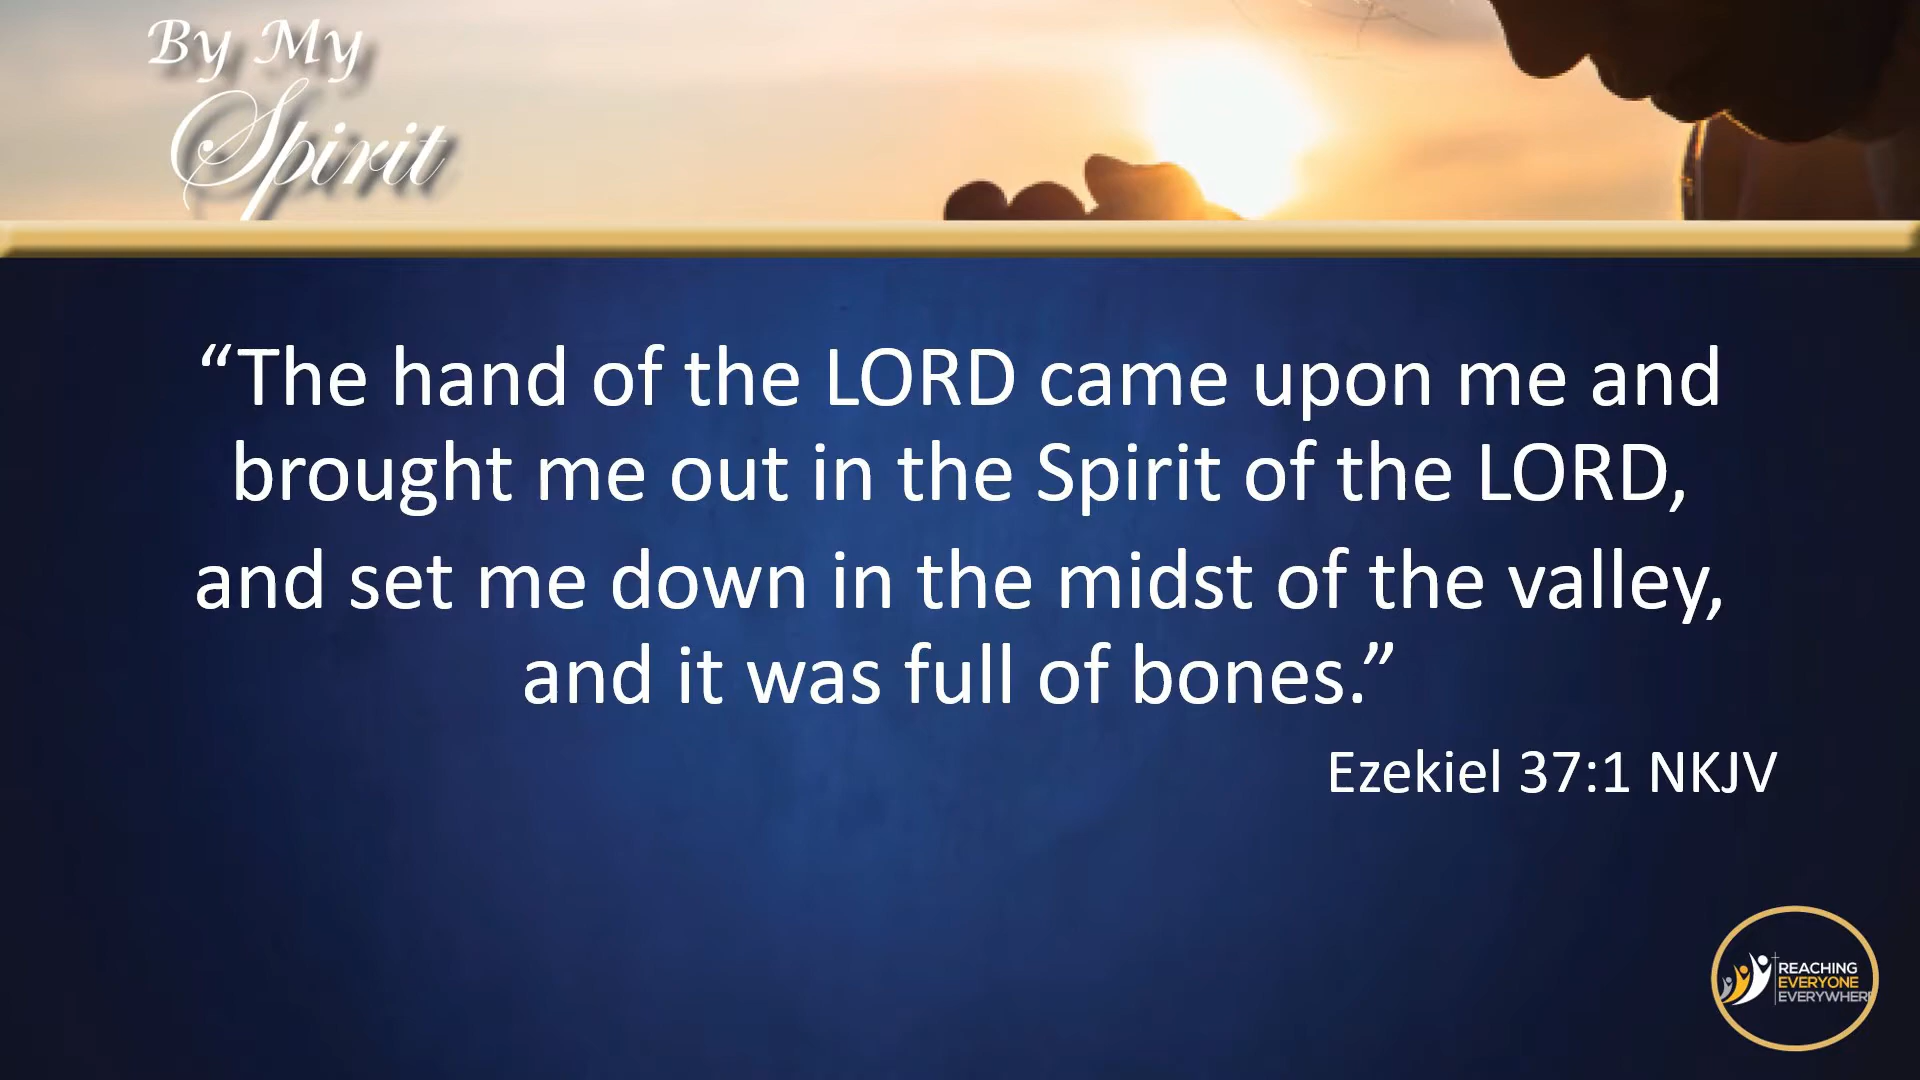 By My
Spirit
“The hand of the LORD came upon me and
brought me out in the Spirit of the LORD,
and set me down in the midst of the valley,
and it was full of bones.”
Ezekiel 37:1 NKJV
REACHING
EVERYONE
EVERYWHERE